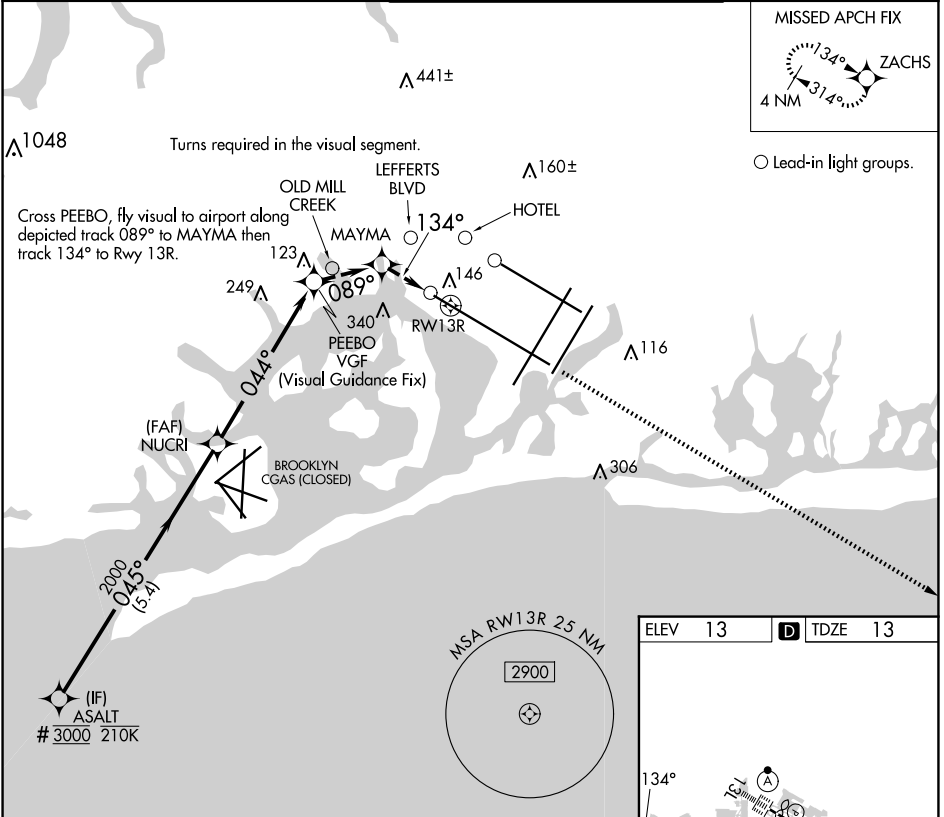 MISSED APCH FIX
134°
ZACHS
4 NM
314°
441±
1048
Turns required in the visual segment.
Lead-in light groups.
160±
LEFFERTS
BLVD
OLD MILL
CREEK
HOTEL
Cross PEEBO, fly visual to airport along
depicted track 089° to MAYMA then
track 134° to Rwy 13R.
MAYMA
134°
123
089°
146
249
340
RW13R
PEEBO
VGF
(Visual Guidance Fix)
116
044°
(FAF)
NUCRI
BROOKLYN
CGAS (CLOSED)
306
2000
045°
(5.4)
MSA RW13R 25 NM
2900
(IF)
ASALT
# 3000 210K
ELEV 13
D
TDZE 13
134°
A
13L
P